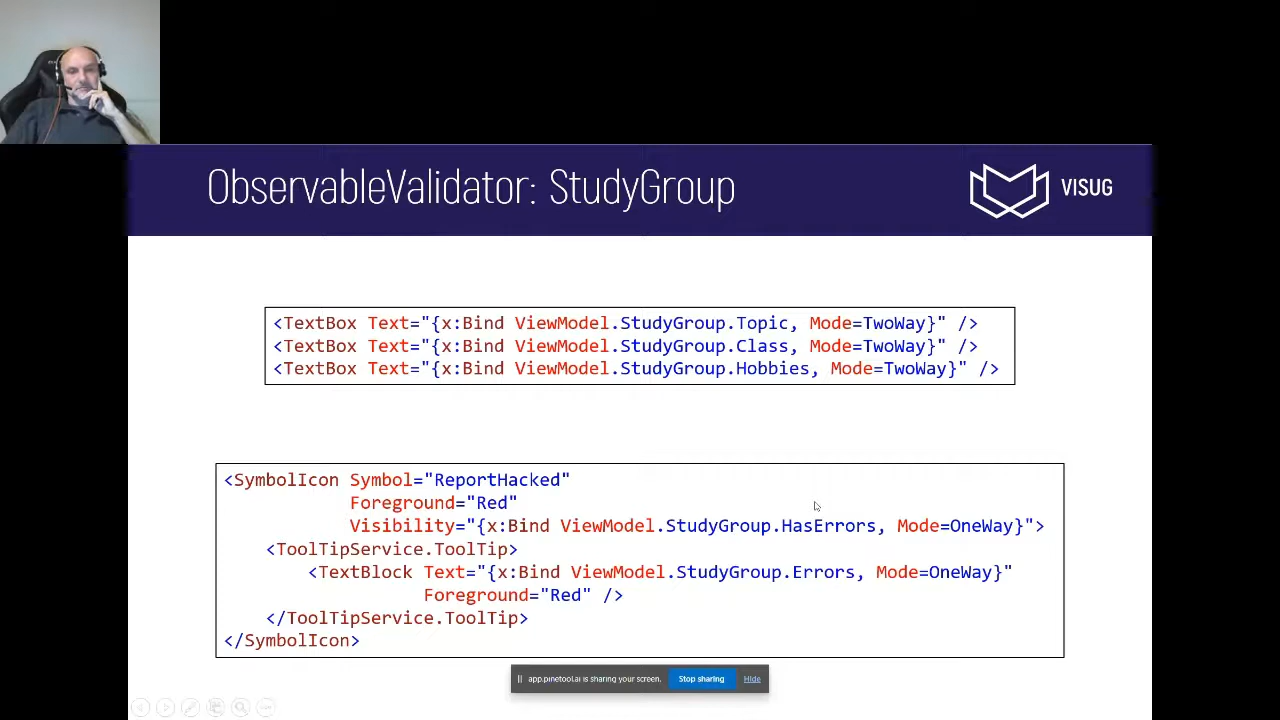 ObservableValidator: StudyGroup
VISUG
<TextBox Text="{x:Bind ViewModel.StudyGroup.Topic, Mode=TwoWay}" />
<TextBox Text="{x:Bind ViewModel.StudyGroup.Class, Mode=TwoWay}" />
<TextBox Text="{x:Bind ViewModel.StudyGroup.Hobbies, Mode=TwoWay}" />
<SymbolIcon Symbol="ReportHacked"
Foreground="Red"
Visibility="{x:Bind ViewModel.StudyGroup.HasErrors, Mode=OneWay}">
<ToolTipService.ToolTip>
<TextBlock Text="{x:Bind ViewModel.StudyGroup.Errors, Mode=OneWay}"
Foreground="Red" />
</ToolTipService.ToolTip>
</SymbolIcon>
app.pinetool.ai is sharing your screen. Stop sharing Hide